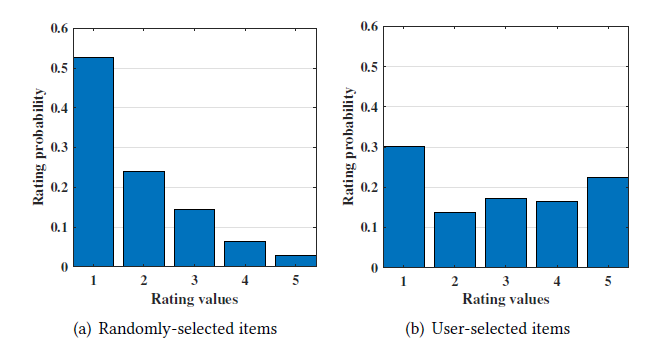 0.6
0.5
0.4
0.3
0.2
0.1
0
1 2 3 4 5
Rating probability
Rating values
(a) Randomly-selected items
0.6
0.5
0.4
0.3
0.2
0.1
0
1 2 3 4 5
Rating probability
Rating values
(b) User-selected items